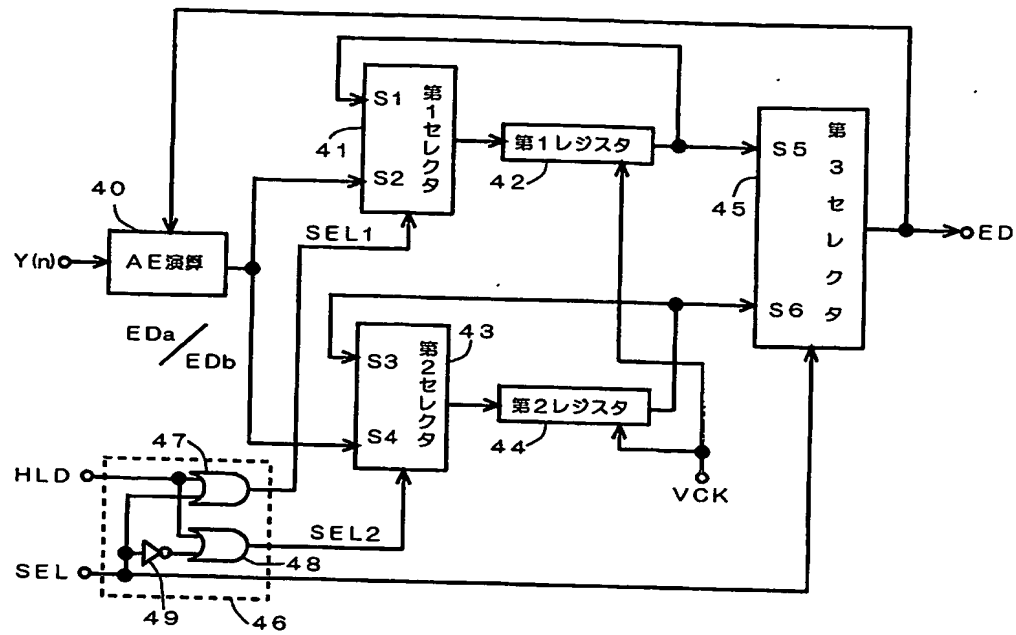 S1
第1セレクタ
41
S2
第1レジスタ
42
S5
第3セレクタ
45
40
Y(n)
AE演算
SEL1
ED
S6
EDa/EDb
S3
第2セレクタ
43
S4
第2レジスタ
44
47
HLD
VCK
SEL2
48
SEL
49
46